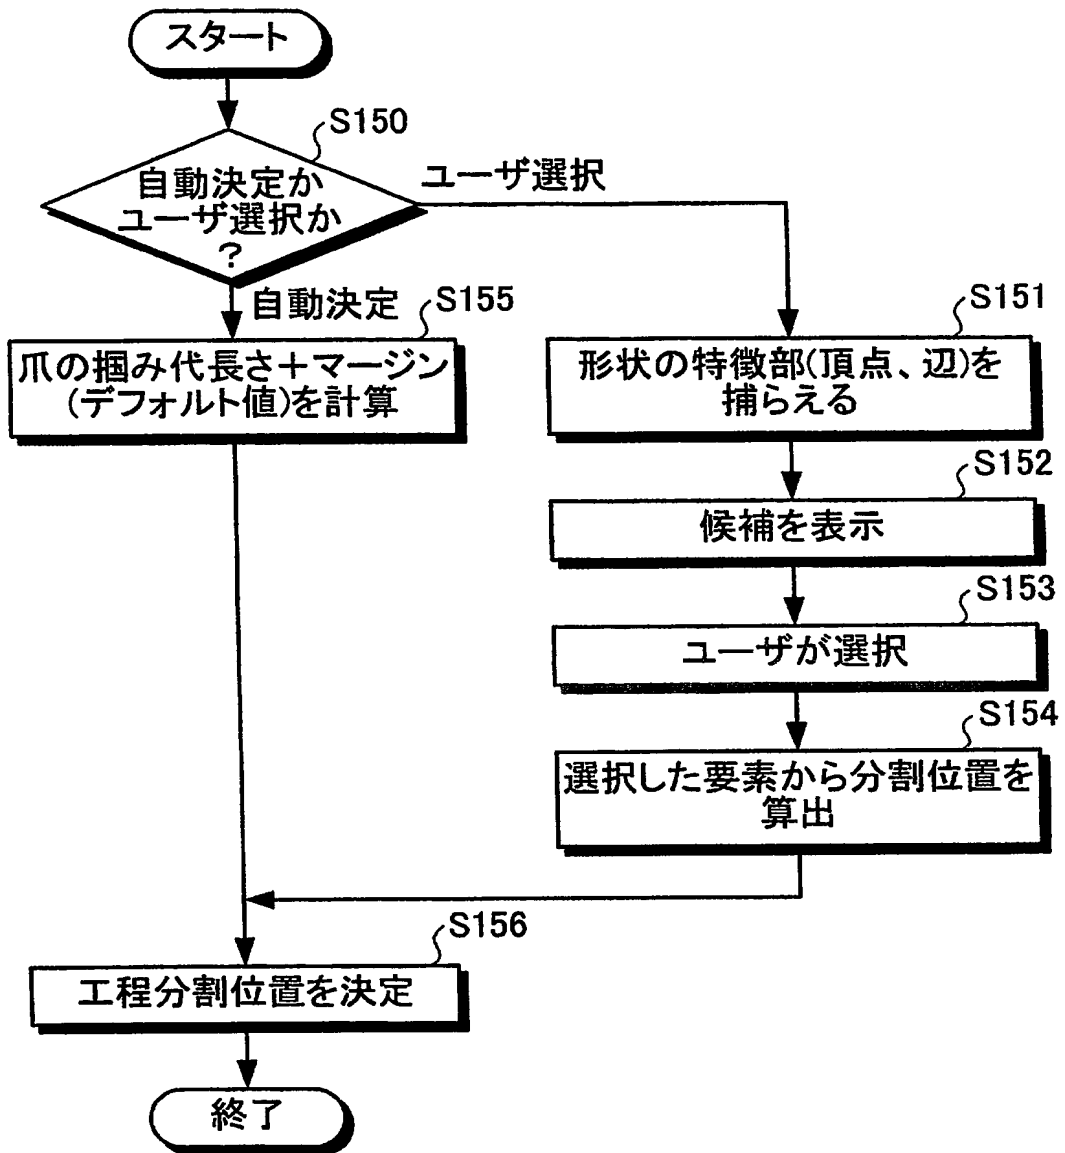 スタート
S150
自動決定か
ユーザ選択か
?
ユーザ選択
自動決定
S155
爪の掴み代長さ+マージン
(デフォルト値)を計算
S151
形状の特徴部(頂点、辺)を
捕らえる
S152
候補を表示
S153
ユーザが選択
S154
選択した要素から分割位置を
算出
S156
工程分割位置を決定
終了